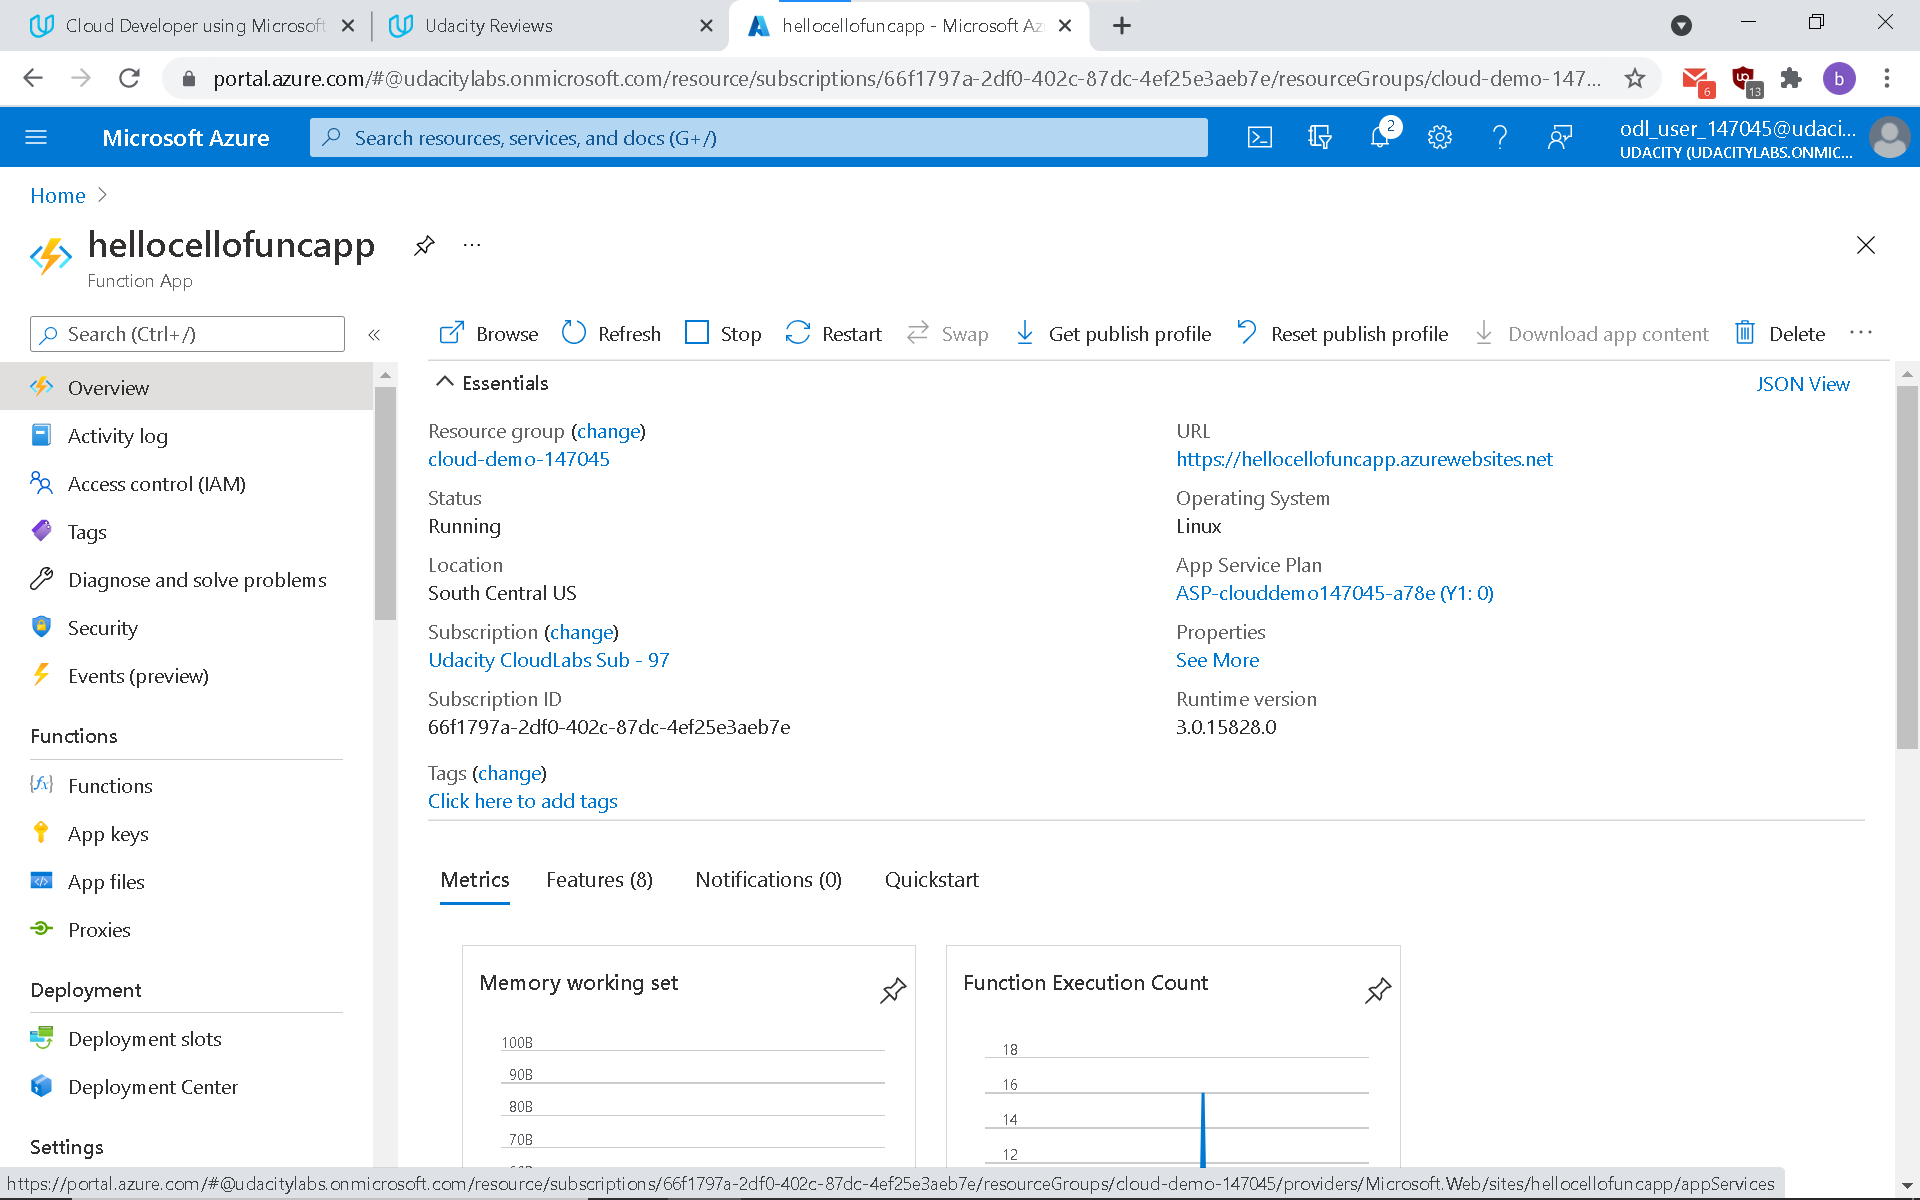 Cloud Developer using Microsoft
Udacity Reviews
hellocellofuncapp - Microsoft Az
portal.azure.com/#@udacitylabs.onmicrosoft.com/resource/subscriptions/66f1797a-2df0-402c-87dc-4ef25e3aeb7e/resourceGroups/cloud-demo-147...
6
13
b
Microsoft Azure
Search resources, services, and docs (G+/)
2
odl_user_147045@udaci...
UDACITY (UDACITYLABS.ONMIC...
Home
hellocellofuncapp
...
Function App
Search (Ctrl+/)
«
Browse
Refresh
Stop
Restart
Swap
Get publish profile
Reset publish profile
Download app content
Delete
...
Overview
Activity log
Access control (IAM)
Tags
Diagnose and solve problems
Security
Events (preview)
Functions
Functions
App keys
App files
Proxies
Deployment
Deployment slots
Deployment Center
Settings
Essentials
JSON View
Resource group (change)
cloud-demo-147045
Status
Running
Location
South Central US
Subscription (change)
Udacity CloudLabs Sub - 97
Subscription ID
66f1797a-2df0-402c-87dc-4ef25e3aeb7e
Tags (change)
Click here to add tags
URL
https://hellocellofuncapp.azurewebsites.net
Operating System
Linux
App Service Plan
ASP-clouddemo147045-a78e (Y1: 0)
Properties
See More
Runtime version
3.0.15828.0
Metrics
Features (8)
Notifications (0)
Quickstart
Memory working set
100B
90B
80B
70B
Function Execution Count
18
16
14
12
https://portal.azure.com/#@udacitylabs.onmicrosoft.com/resource/subscriptions/66f1797a-2df0-402c-87dc-4ef25e3aeb7e/resourceGroups/cloud-demo-147045/providers/Microsoft.Web/sites/hellocellofuncapp/appServices